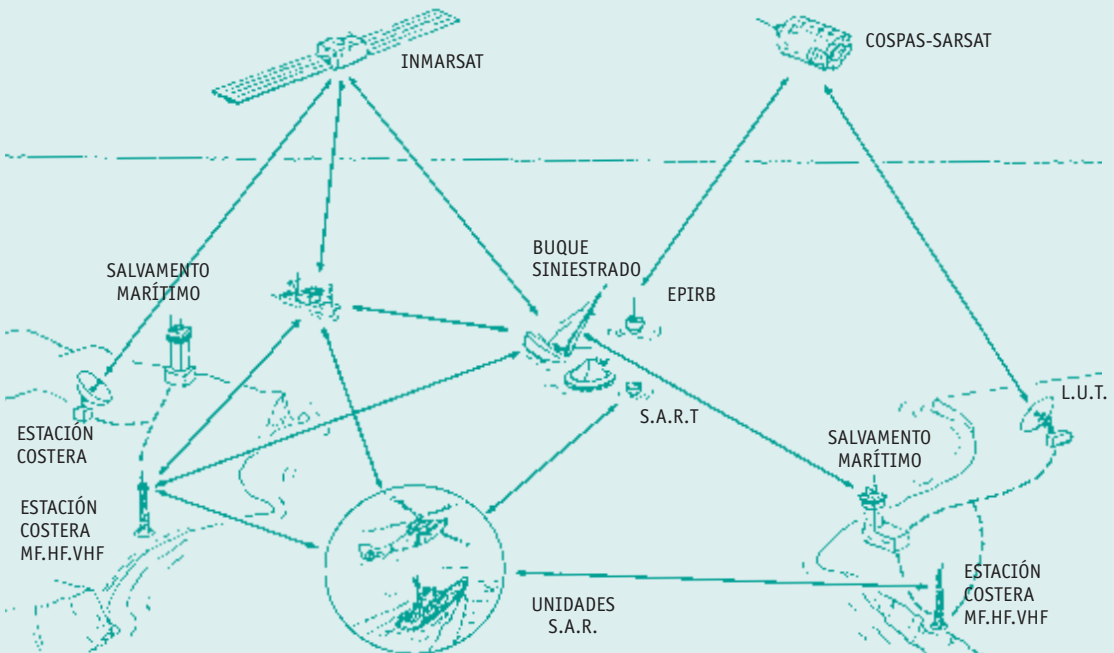 INMARSAT
COSPAS-SARSAT
SALVAMENTO
MARÍTIMO
BUQUE
SINIESTRADO
EPIRB
S.A.R.T
L.U.T.
ESTACIÓN
COSTERA
SALVAMENTO
MARÍTIMO
ESTACIÓN
COSTERA
MF.HF.VHF
UNIDADES
S.A.R.
ESTACIÓN
COSTERA
MF.HF.VHF